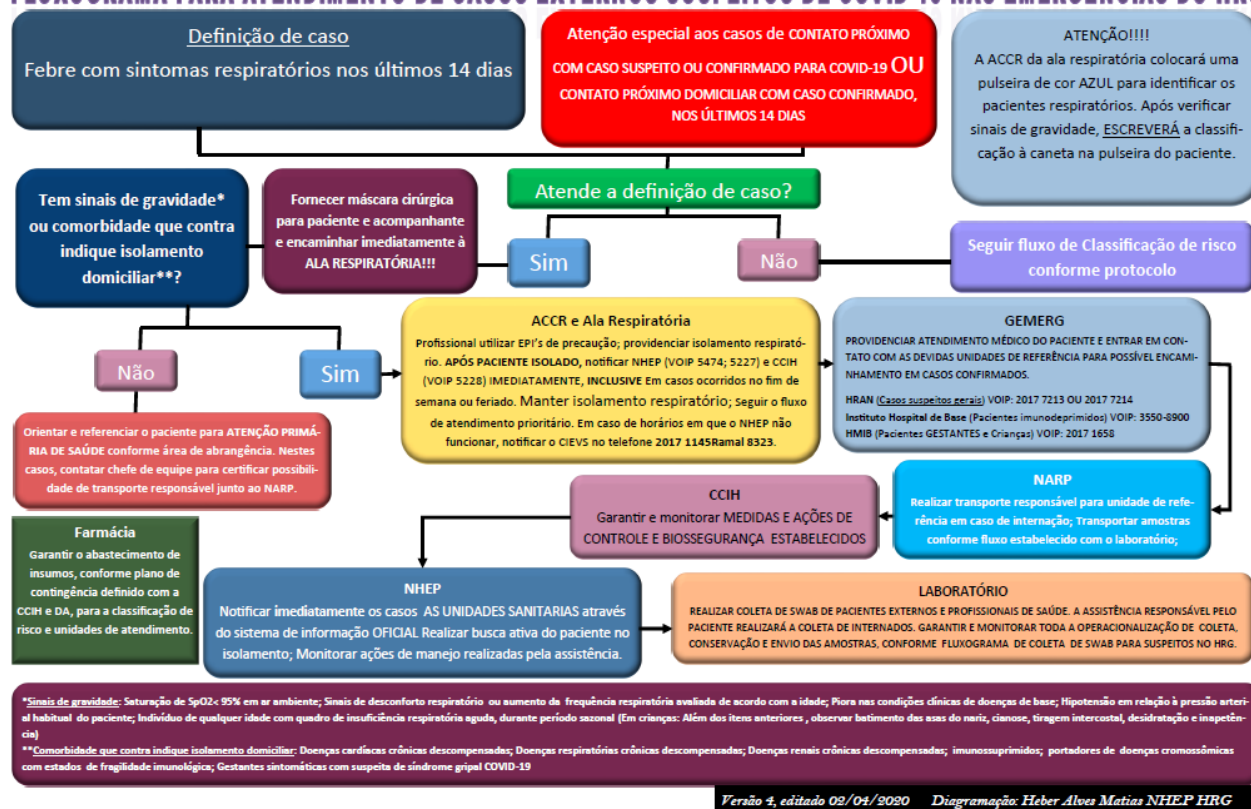 FLUXOGRAMA PARA ATENDIMENTO DE CASOS EXTERNOS SUSPEITOS DE COVID-19 NAS EMERGÊNCIAS DO HRG
Definição de caso
Febre com sintomas respiratórios nos últimos 14 dias
Atenção especial aos casos de CONTATO PRÓXIMO
COM CASO SUSPEITO OU CONFIRMADO PARA COVID-19 OU
CONTATO PRÓXIMO DOMICILIAR COM CASO CONFIRMADO,
NOS ÚLTIMOS 14 DIAS
ATENÇÃO!!!!
A ACCR da ala respiratória colocará uma
pulseira de cor AZUL para identificar os
pacientes respiratórios. Após verificar
sinais de gravidade, ESCREVERÁ a classifi-
cação à caneta na pulseira do paciente.
Atende a definição de caso?
Tem sinais de gravidade*
ou comorbidade que contra
indique isolamento
domiciliar**?
Fornecer máscara cirúrgica
para paciente e acompanhante
e encaminhar imediatamente à
ALA RESPIRATÓRIA!!!
Sim
Não
Seguir fluxo de Classificação de risco
conforme protocolo
Não
Sim
ACCR e Ala Respiratória
Profissional utilizar EPI's de precaução; providenciar isolamento respirató-
rio. APÓS PACIENTE ISOLADO, notificar NHEP (VOIP 5474; 5227) e CCIH
(VOIP 5228) IMEDIATAMENTE, INCLUSIVE Em casos ocorridos no fim de
semana ou feriado. Manter isolamento respiratório; seguir o fluxo
de atendimento prioritário. Em caso de horários em que o NHEP não
funcionar, notificar o CIEVS no telefone 2017 1145Ramal 8323.
GEMERG
PROVIDENCIAR ATENDIMENTO MÉDICO DO PACIENTE E ENTRAR EM CON-
TATO COM AS DEVIDAS UNIDADES DE REFERÊNCIA PARA POSSÍVEL ENCAMI-
NHAMENTO EM CASOS CONFIRMADOS.
HRAN (Casos suspeitos gerais) VOIP: 2017 7213 OU 2017 7214
Instituto Hospital de Base (Pacientes imunodeprimidos) VOIP: 3550-8900
HMIB (Pacientes GESTANTES e Crianças) VOIP: 2017 1658
Orientar e referenciar o paciente para ATENÇÃO PRIMÁ-
RIA DE SAÚDE conforme área de abrangência. Nestes
casos, contatar chefe de equipe para certificar possibili-
dade de transporte responsável junto ao NARP.
NARP
Realizar transporte responsável para unidade de refe-
rência em caso de internação; Transportar amostras
conforme fluxo estabelecido com o laboratório;
CCIH
Garantir e monitorar MEDIDAS E AÇÕES DE
CONTROLE E BIOSSEGURANÇA ESTABELECIDOS
Farmácia
Garantir o abastecimento de
insumos, conforme plano de
contingência definido com a
CCIH e DA, para a classificação de
risco e unidades de atendimento.
NHEP
Notificar imediatamente os casos AS UNIDADES SANITARIAS através
do sistema de informação OFICIAL Realizar busca ativa do paciente no
isolamento; Monitorar ações de manejo realizadas pela assistência.
LABORATÓRIO
REALIZAR COLETA DE SWAB DE PACIENTES EXTERNOS E PROFISSIONAIS DE SAÚDE. A ASSISTÊNCIA RESPONSÁVEL PELO
PACIENTE REALIZARÁ A COLETA DE INTERNADOS. GARANTIR E MONITORAR TODA A OPERACIONALIZAÇÃO DE COLETA,
CONSERVAÇÃO E ENVIO DAS AMOSTRAS, CONFORME FLUXOGRAMA DE COLETA DE SWAB PARA SUSPEITOS NO HRG.
*Sinais de gravidade: Saturação de SpO2< 95% em ar ambiente; Sinais de desconforto respiratório ou aumento da frequência respiratória avaliada de acordo com a idade; Piora nas condições clínicas de doenças de base; Hipotensão em relação à pressão arteri-
al habitual do paciente; Indivíduo de qualquer idade com quadro de insuficiência respiratória aguda, durante período sazonal (Em crianças: Além dos itens anteriores , observar batimento das asas do nariz, cianose, tiragem intercostal, desidratação e inapetên-
cia)
**Comorbidade que contra indique isolamento domiciliar: Doenças cardíacas crônicas descompensadas; Doenças respiratórias crônicas descompensadas; Doenças renais crônicas descompensadas; imunossuprimidos; portadores de doenças cromossômicas
com estados de fragilidade imunológica; Gestantes sintomáticas com suspeita de síndrome gripal COVID-19
Versão 4, editado 02/04/2020 Diagramação: Heber Alves Matias NHEP HRG